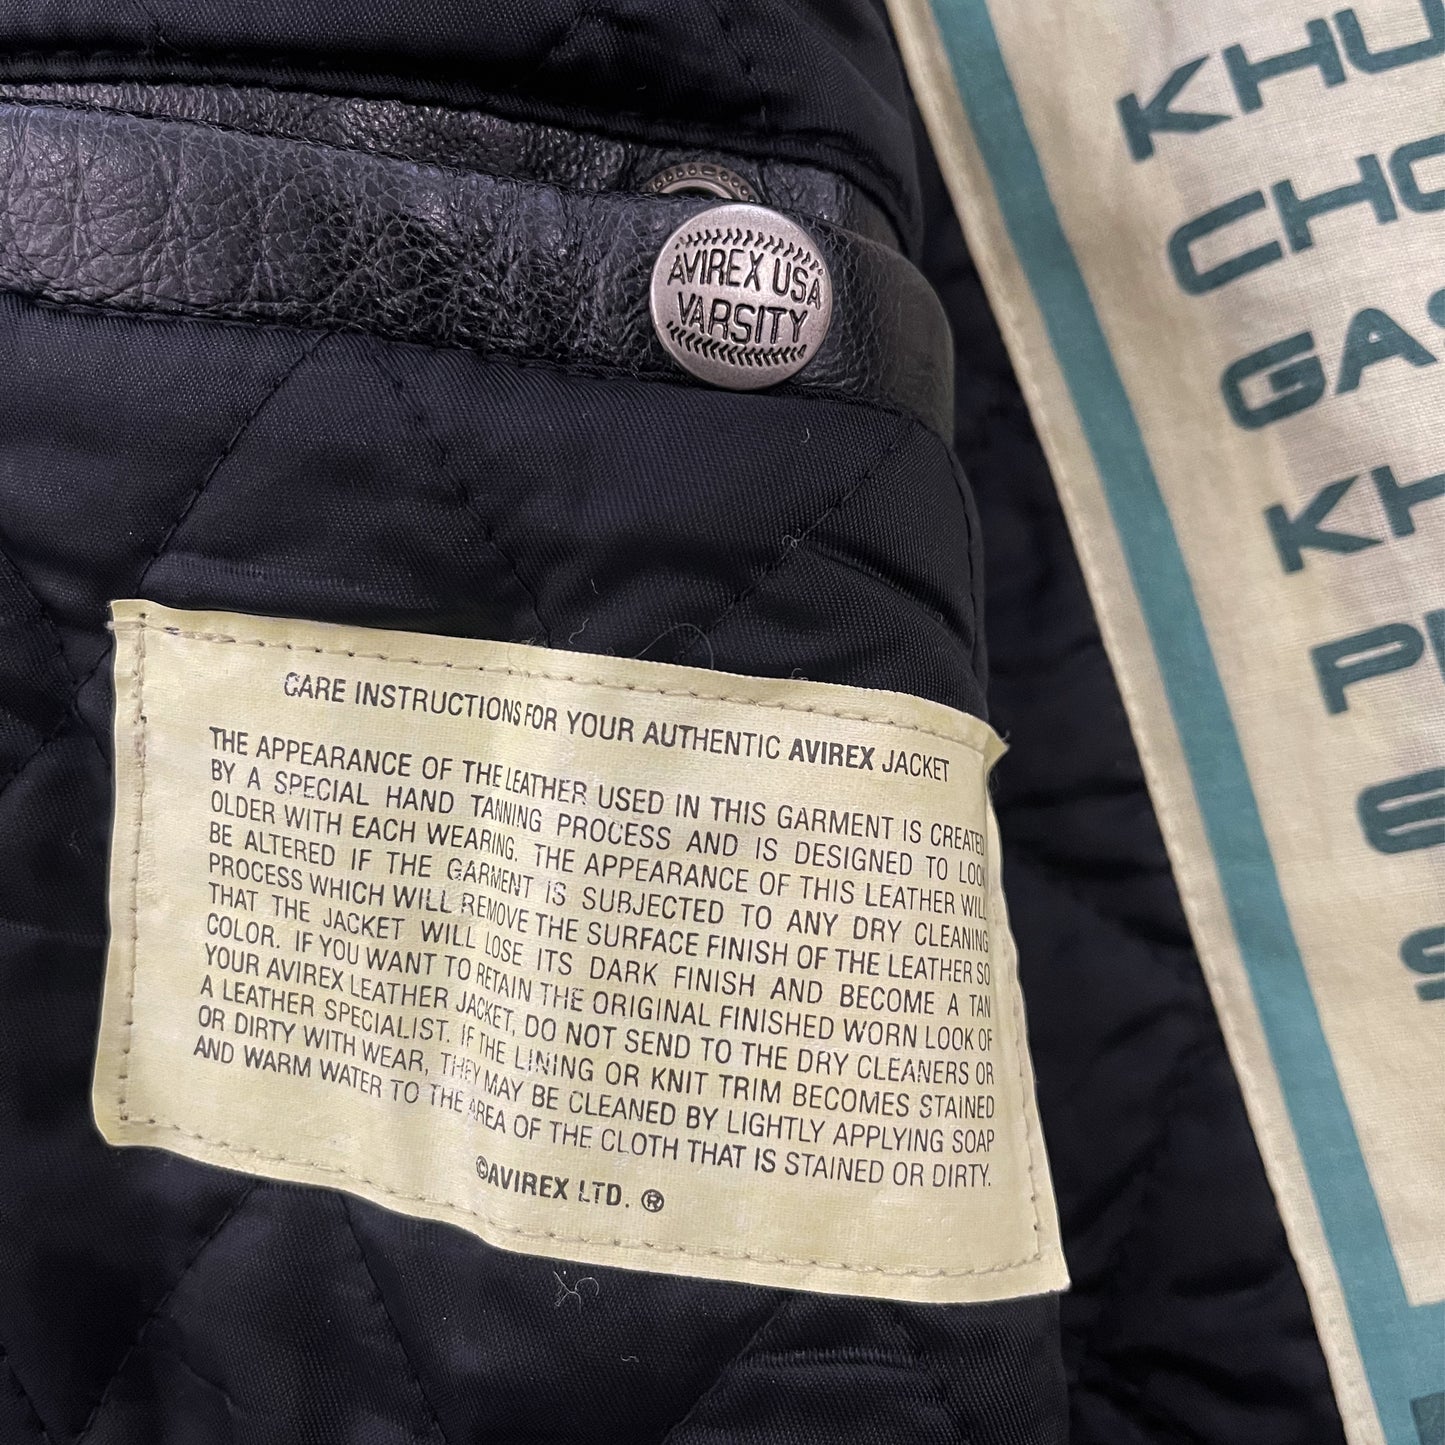 AVIREX USA
VARSITY
CARE INSTRUCTIONS FOR YOUR AUTHENTIC AVIREX JACKET
THE APPEARANCE OF THE LEATHER USED IN THIS GARMENT IS CREATED
BY A SPECIAL HAND TANNING PROCESS AND IS DESIGNED TO LOOK
OLDER WITH EACH WEARING. THE APPEARANCE OF THIS LEATHER WILL
BE ALTERED IF THE GARMENT IS SUBJECTED TO ANY DRY CLEANING
PROCESS WHICH WILL REMOVE THE SURFACE FINISH OF THE LEATHER SO
THAT THE JACKET WILL LOSE ITS DARK FINISH AND BECOME A TAN
COLOR. IF YOU WANT TO RETAIN THE ORIGINAL FINISHED WORN LOOK OF
YOUR AVIREX LEATHER JACKET, DO NOT SEND TO THE DRY CLEANERS OR
A LEATHER SPECIALIST. IF THE LINING OR KNIT TRIM BECOMES STAINED
OR DIRTY WITH WEAR, THEY MAY BE CLEANED BY LIGHTLY APPLYING SOAP
AND WARM WATER TO THE AREA OF THE CLOTH THAT IS STAINED OR DIRTY.
©AVIREX LTD. ®
KHU
CHO
GAS
KH